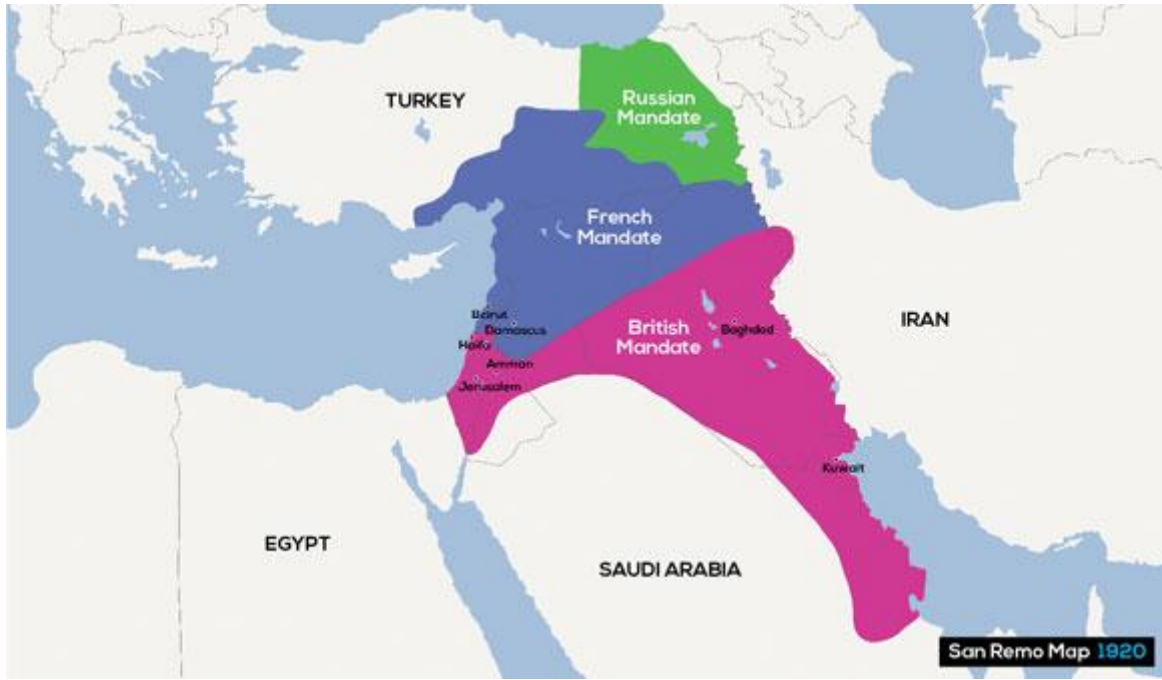 TURKEY
Russian
Mandate
French
Mandate
Beirut
Damascus
Haifa
British
Mandate
Baghdad
IRAN
Amman
Jerusalem
Kuwait
EGYPT
SAUDI ARABIA
San Remo Map 1920